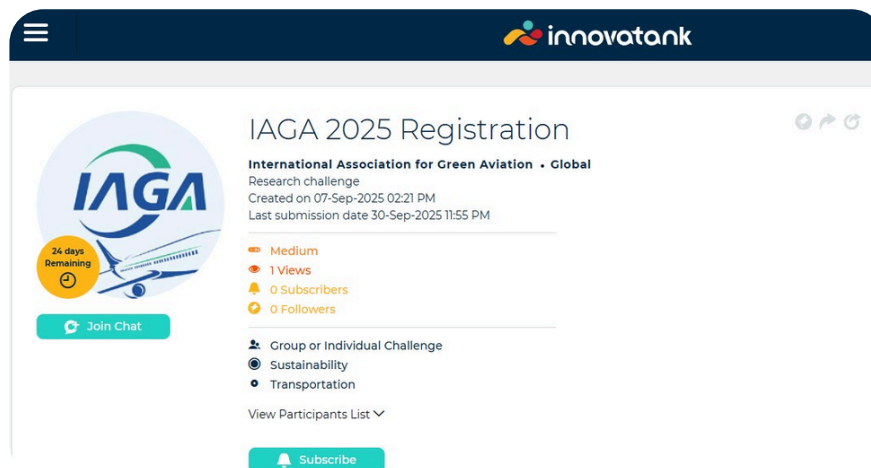 innovatank
IAGA 2025 Registration
International Association for Green Aviation • Global
Research challenge
Created on 07-Sep-2025 02:21 PM
Last submission date 30-Sep-2025 11:55 PM
IAGA
24 days
Remaining
Medium
1 Views
0 Subscribers
0 Followers
Join Chat
Group or Individual Challenge
Sustainability
Transportation
View Participants List
Subscribe